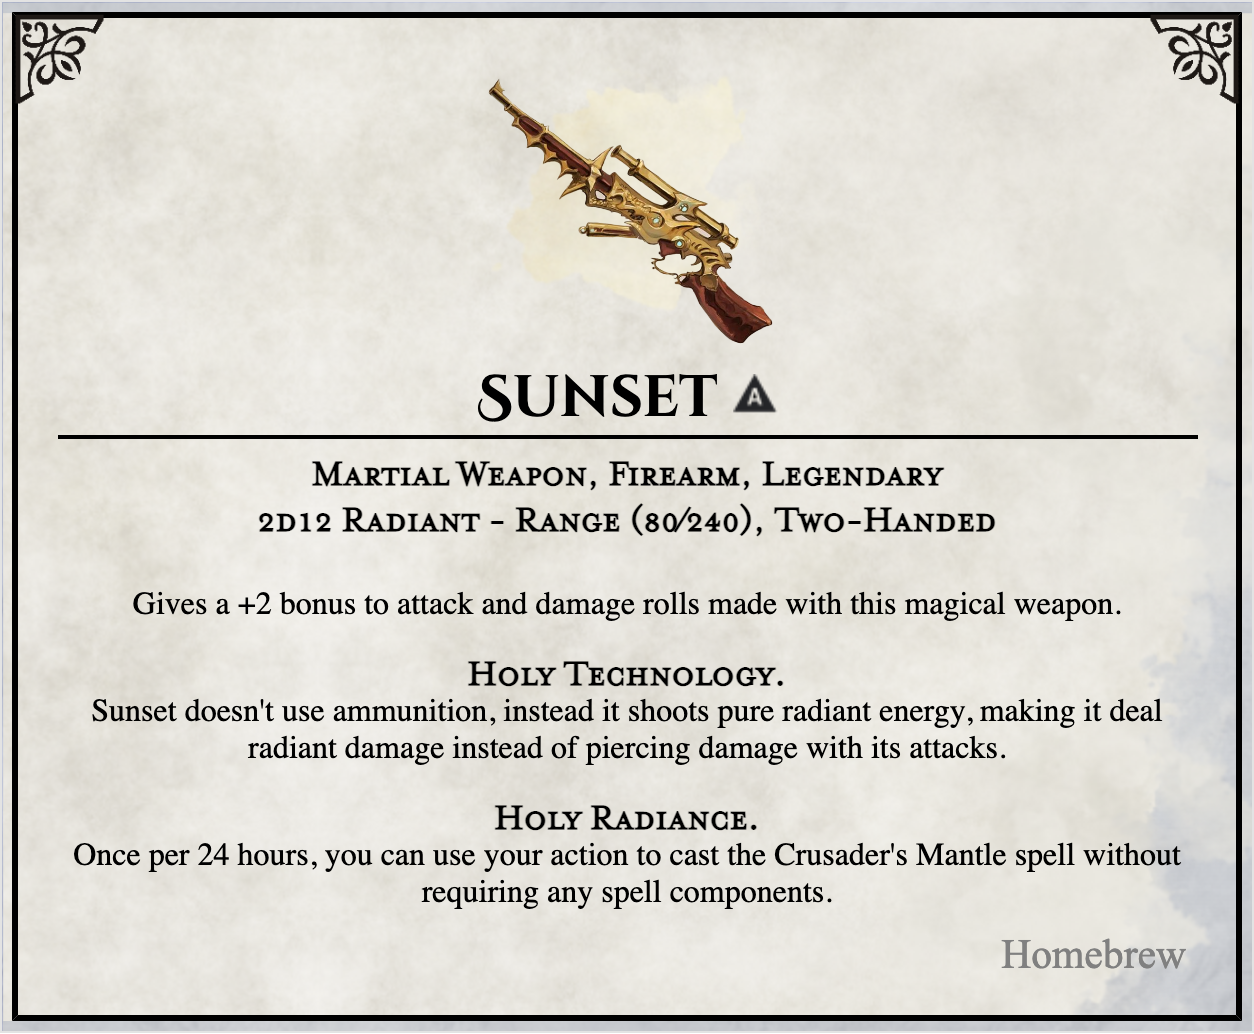 Sunset A
Martial Weapon, Firearm, Legendary
2d12 Radiant - Range (80/240), Two-Handed
Gives a +2 bonus to attack and damage rolls made with this magical weapon.
Holy Technology.
Sunset doesn't use ammunition, instead it shoots pure radiant energy, making it deal
radiant damage instead of piercing damage with its attacks.
Holy Radiance.
Once per 24 hours, you can use your action to cast the Crusader's Mantle spell without
requiring any spell components.
Homebrew